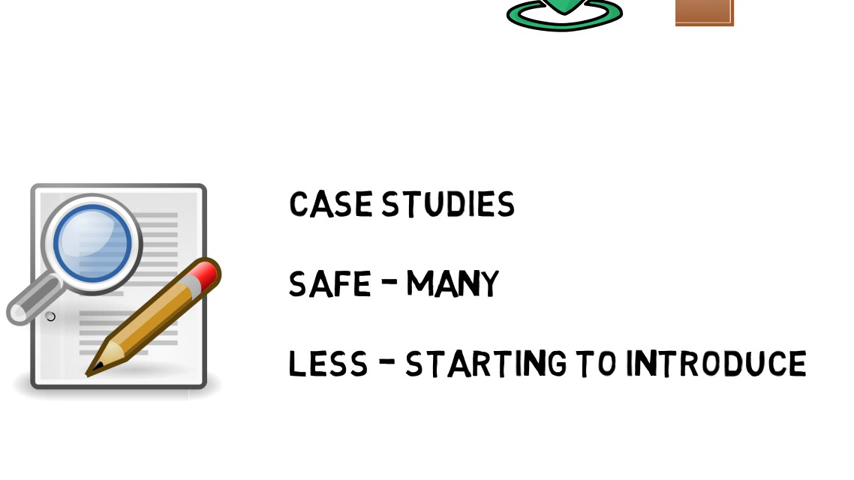 CASE STUDIES
SAFE - MANY
LESS - STARTING TO INTRODUCE